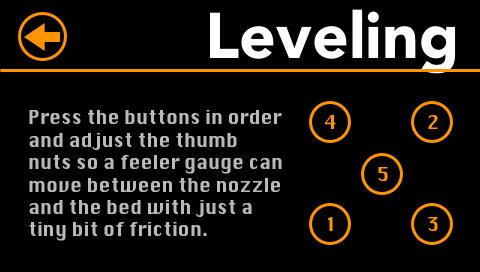 Leveling
Press the buttons in order
and adjust the thumb
nuts so a feeler gauge can
move between the nozzle
and the bed with just a
tiny bit of friction.
4 2
5
1 3